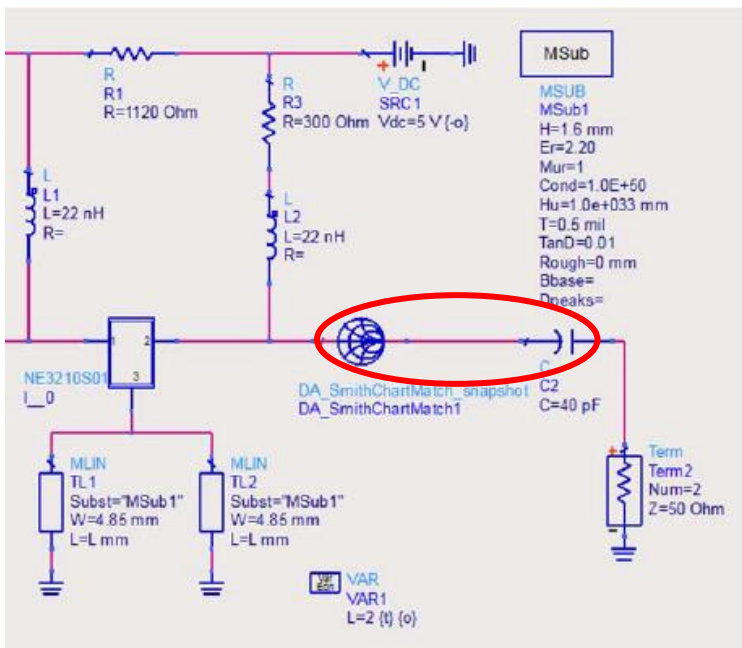 R
R1
R=1120 Ohm
R
R3
R=300 Ohm
+
V_DC
SRC1
Vdc=5 V {-o}
MSub
MSUB
MSub1
H=1.6 mm
Er=2.20
Mur=1
Cond=1.0E+50
Hu=1.0e+033 mm
T=0.5 mil
TanD=0.01
Rough=0 mm
Bbase=
Dpeaks=
L
L1
L=22 nH
R=
L
L2
L=22 nH
R=
1
2
3
NE3210S01
I__0
DA_SmithChartMatch_snapshot
DA_SmithChartMatch1
C
C2
C=40 pF
+
Term
Term2
Num=2
Z=50 Ohm
-
MLIN
TL1
Subst="MSub1"
W=4.85 mm
L=L mm
MLIN
TL2
Subst="MSub1"
W=4.85 mm
L=L mm
Var
Eqn
VAR
VAR1
L=2 {t} {o}